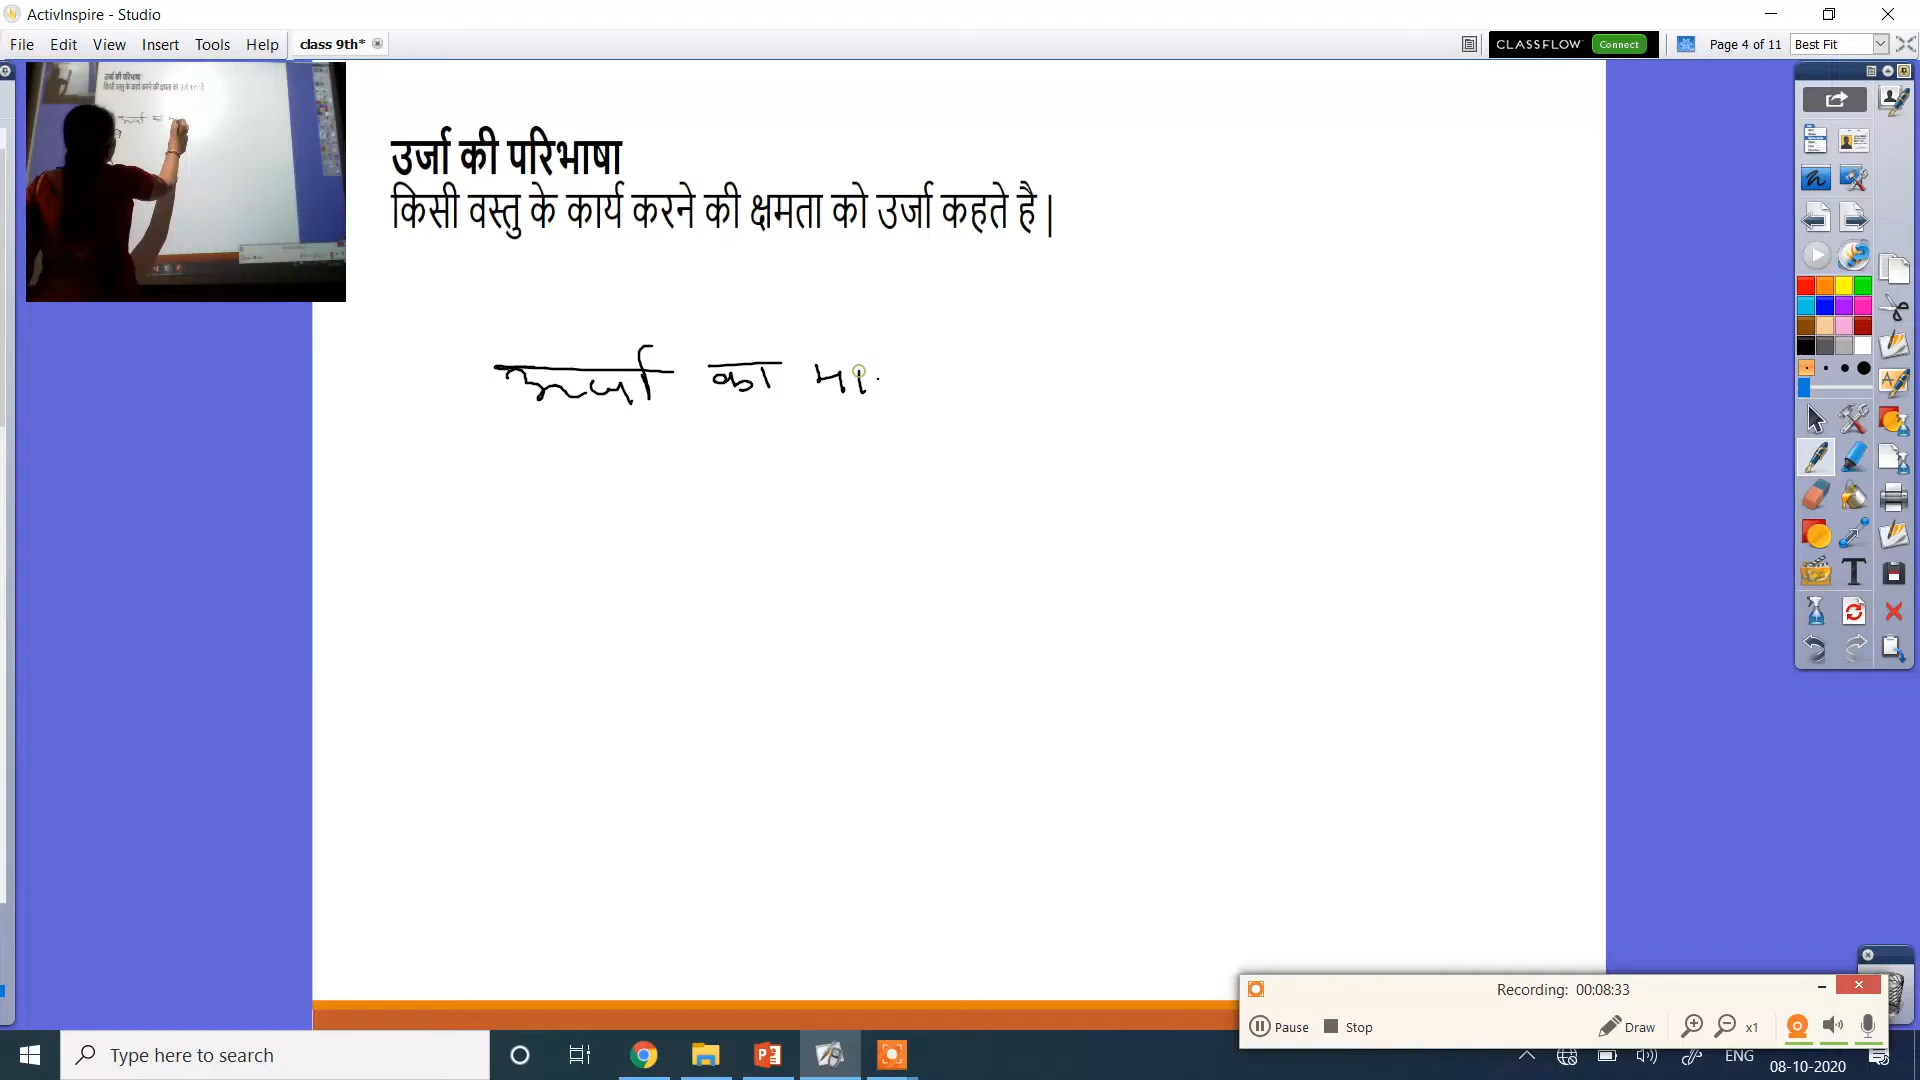 ActivInspire - Studio
File Edit View Insert Tools Help class 9th* CLASSFLOW Connect Page 4 of 11 Best Fit
उर्जा की परिभाषा
किसी वस्तु के कार्य करने की क्षमता को उर्जा कहते है |
ऊर्जा का मा
Recording: 00:08:33
Pause Stop Draw x1
Type here to search
ENG
08-10-2020